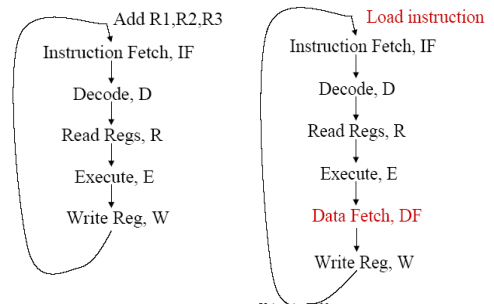 Add R1,R2,R3
Instruction Fetch, IF
Decode, D
Read Regs, R
Execute, E
Write Reg, W
Load instruction
Instruction Fetch, IF
Decode, D
Read Regs, R
Execute, E
Data Fetch, DF
Write Reg, W